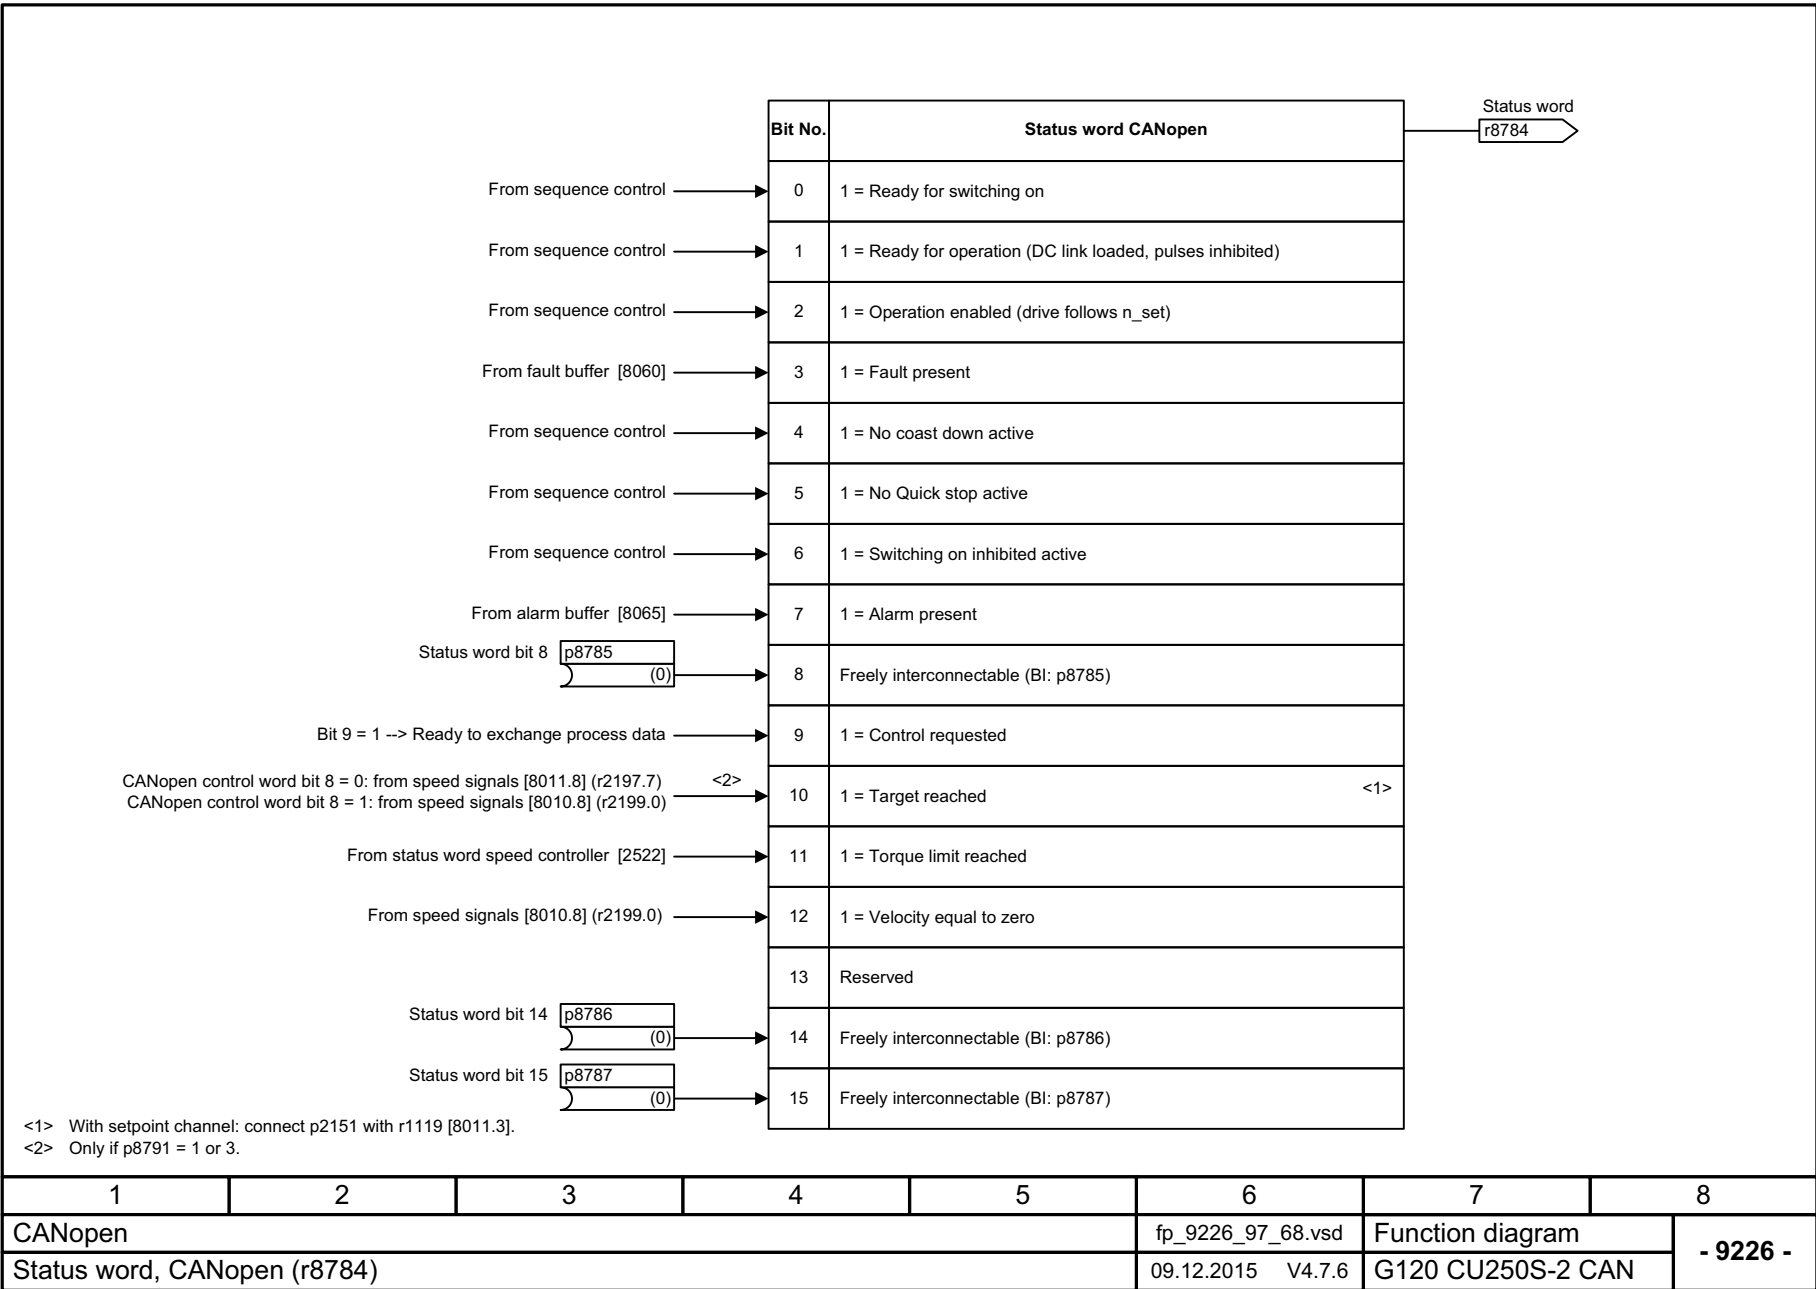 Status word
r8784
Bit No. Status word CANopen
From sequence control 0 1 = Ready for switching on
From sequence control 1 1 = Ready for operation (DC link loaded, pulses inhibited)
From sequence control 2 1 = Operation enabled (drive follows n_set)
From fault buffer [8060] 3 1 = Fault present
From sequence control 4 1 = No coast down active
From sequence control 5 1 = No Quick stop active
From sequence control 6 1 = Switching on inhibited active
From alarm buffer [8065] 7 1 = Alarm present
Status word bit 8 p8785
(0) 8 Freely interconnectable (BI: p8785)
Bit 9 = 1 --> Ready to exchange process data 9 1 = Control requested
CANopen control word bit 8 = 0: from speed signals [8011.8] (r2197.7) <2>
CANopen control word bit 8 = 1: from speed signals [8010.8] (r2199.0) 10 1 = Target reached <1>
From status word speed controller [2522] 11 1 = Torque limit reached
From speed signals [8010.8] (r2199.0) 12 1 = Velocity equal to zero
13 Reserved
Status word bit 14 p8786
(0) 14 Freely interconnectable (BI: p8786)
Status word bit 15 p8787
(0) 15 Freely interconnectable (BI: p8787)
<1> With setpoint channel: connect p2151 with r1119 [8011.3].
<2> Only if p8791 = 1 or 3.
1 2 3 4 5 6 7 8
CANopen fp_9226_97_68.vsd Function diagram
- 9226 -
Status word, CANopen (r8784) 09.12.2015 V4.7.6 G120 CU250S-2 CAN